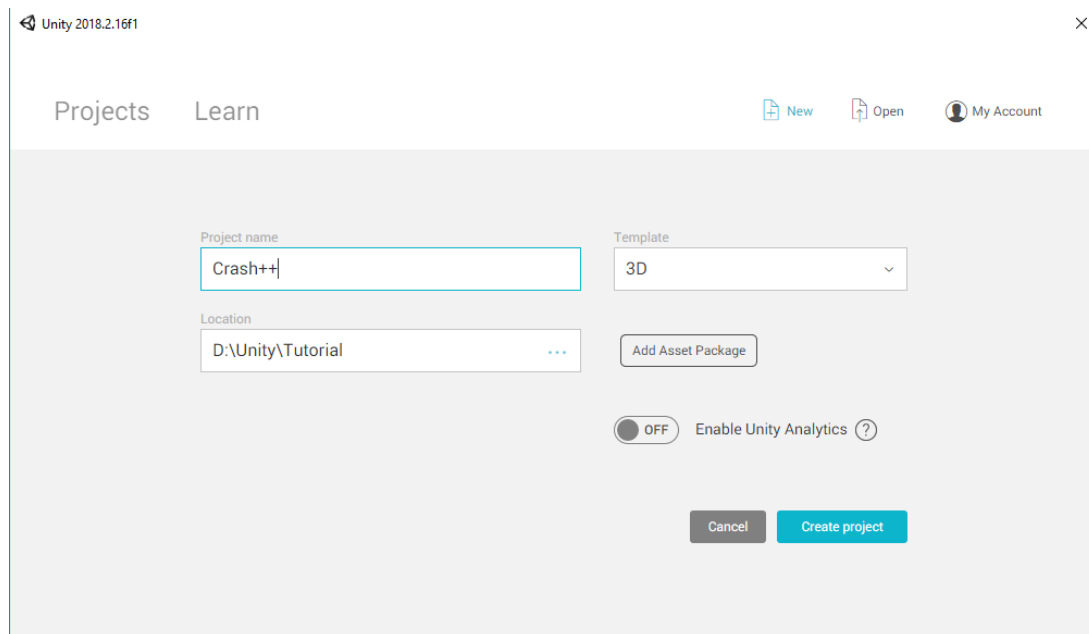 Unity 2018.2.16f1
Projects Learn New Open My Account
Project name Template
Crash++ 3D
Location
D:\Unity\Tutorial ... Add Asset Package
OFF Enable Unity Analytics ?
Cancel Create project